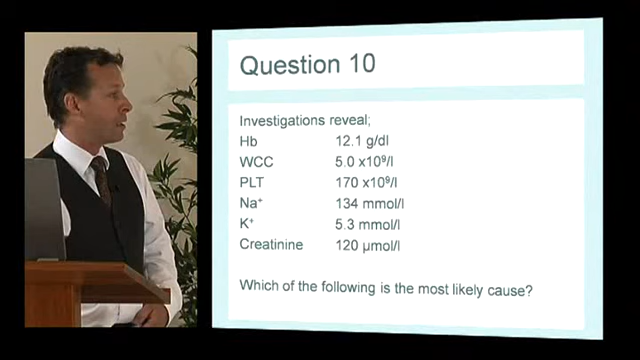 Question 10
Investigations reveal;
Hb 12.1 g/dl
WCC 5.0 x10⁹/l
PLT 170 x10⁹/l
Na⁺ 134 mmol/l
K⁺ 5.3 mmol/l
Creatinine 120 µmol/l
Which of the following is the most likely cause?